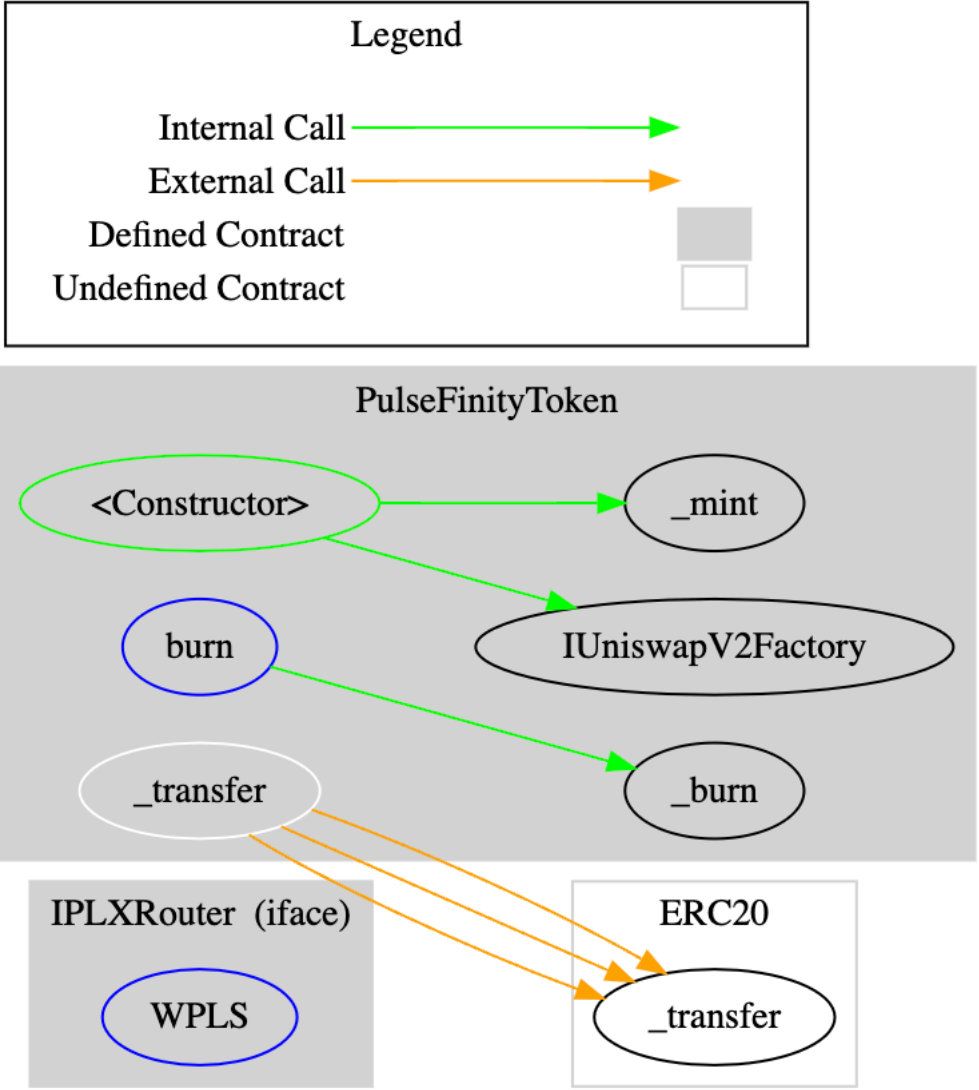 Legend
Internal Call
External Call
Defined Contract
Undefined Contract
PulseFinityToken
<Constructor>
_mint
burn
IUniswapV2Factory
_transfer
_burn
IPLXRouter (iface)
ERC20
WPLS
_transfer